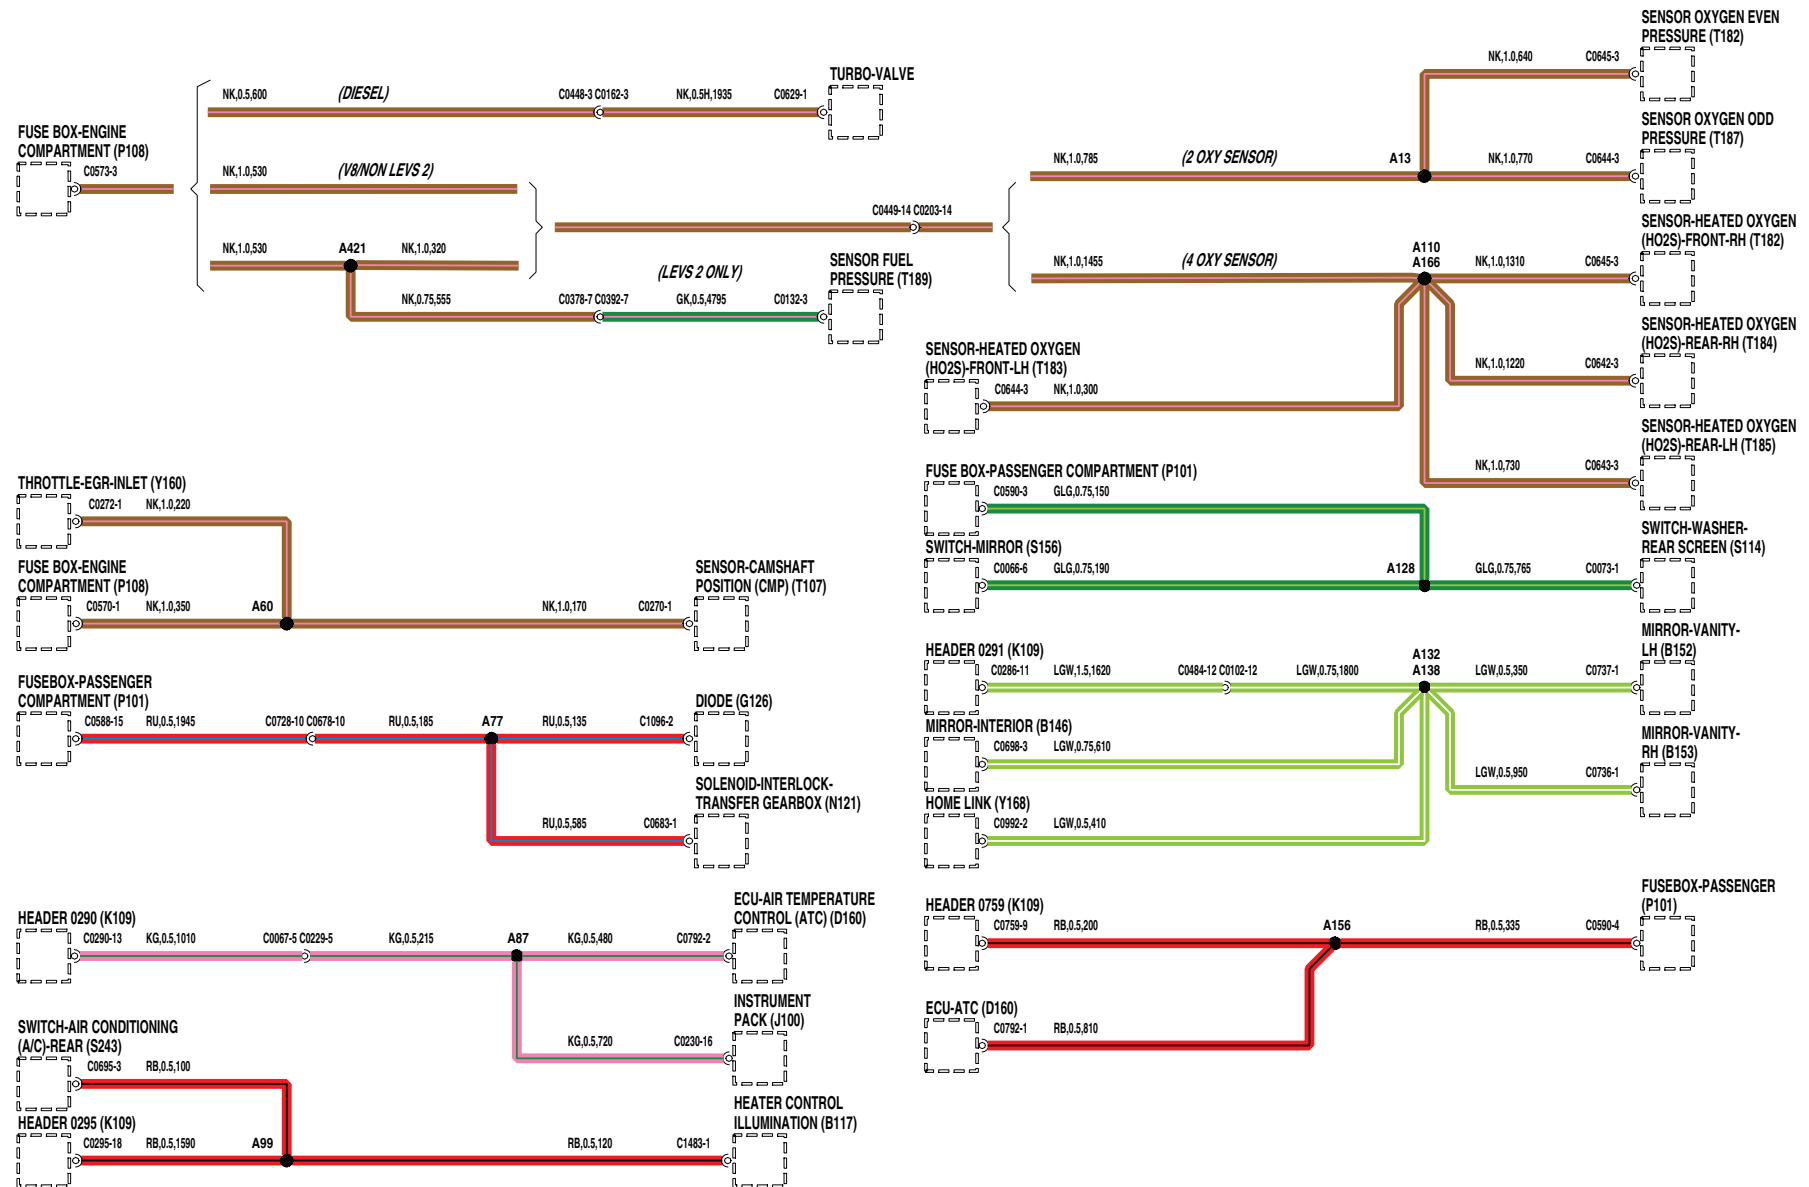 FUSE BOX-ENGINE
COMPARTMENT (P108)
C0573-3
NK,0.5,600
(DIESEL)
C0448-3 C0162-3
NK,0.5H,1935
C0629-1
TURBO-VALVE
NK,1.0,530
(V8/NON LEVS 2)
NK,1.0,530
A421
NK,1.0,320
NK,0.75,555
C0378-7 C0392-7
(LEVS 2 ONLY)
GK,0.5,4795
C0132-3
SENSOR FUEL
PRESSURE (T189)
C0449-14 C0203-14
NK,1.0,785
(2 OXY SENSOR)
A13
NK,1.0,640
C0645-3
SENSOR OXYGEN EVEN
PRESSURE (T182)
NK,1.0,770
C0644-3
SENSOR OXYGEN ODD
PRESSURE (T187)
NK,1.0,1455
(4 OXY SENSOR)
A110
A166
NK,1.0,1310
C0645-3
SENSOR-HEATED OXYGEN
(HO2S)-FRONT-RH (T182)
NK,1.0,1220
C0642-3
SENSOR-HEATED OXYGEN
(HO2S)-REAR-RH (T184)
NK,1.0,730
C0643-3
SENSOR-HEATED OXYGEN
(HO2S)-REAR-LH (T185)
SENSOR-HEATED OXYGEN
(HO2S)-FRONT-LH (T183)
C0644-3
NK,1.0,300
THROTTLE-EGR-INLET (Y160)
C0272-1
NK,1.0,220
FUSE BOX-ENGINE
COMPARTMENT (P108)
C0570-1
NK,1.0,350
A60
NK,1.0,170
C0270-1
SENSOR-CAMSHAFT
POSITION (CMP) (T107)
FUSE BOX-PASSENGER COMPARTMENT (P101)
C0590-3
GLG,0.75,150
SWITCH-MIRROR (S156)
C0066-6
GLG,0.75,190
A128
GLG,0.75,765
C0073-1
SWITCH-WASHER-
REAR SCREEN (S114)
FUSEBOX-PASSENGER
COMPARTMENT (P101)
C0588-15
RU,0.5,1945
C0728-10 C0678-10
RU,0.5,185
A77
RU,0.5,135
C1096-2
DIODE (G126)
RU,0.5,585
C0683-1
SOLENOID-INTERLOCK-
TRANSFER GEARBOX (N121)
HEADER 0291 (K109)
C0286-11
LGW,1.5,1620
C0484-12 C0102-12
LGW,0.75,1800
A132
A138
LGW,0.5,350
C0737-1
MIRROR-VANITY-
LH (B152)
MIRROR-INTERIOR (B146)
C0698-3
LGW,0.75,610
LGW,0.5,950
C0736-1
MIRROR-VANITY-
RH (B153)
HOME LINK (Y168)
C0992-2
LGW,0.5,410
HEADER 0290 (K109)
C0290-13
KG,0.5,1010
C0067-5 C0229-5
KG,0.5,215
A87
KG,0.5,480
C0792-2
ECU-AIR TEMPERATURE
CONTROL (ATC) (D160)
KG,0.5,720
C0230-16
INSTRUMENT
PACK (J100)
HEADER 0759 (K109)
C0759-9
RB,0.5,200
A156
RB,0.5,335
C0590-4
FUSEBOX-PASSENGER
(P101)
ECU-ATC (D160)
C0792-1
RB,0.5,810
SWITCH-AIR CONDITIONING
(A/C)-REAR (S243)
C0695-3
RB,0.5,100
HEADER 0295 (K109)
C0295-18
RB,0.5,1590
A99
RB,0.5,120
C1483-1
HEATER CONTROL
ILLUMINATION (B117)